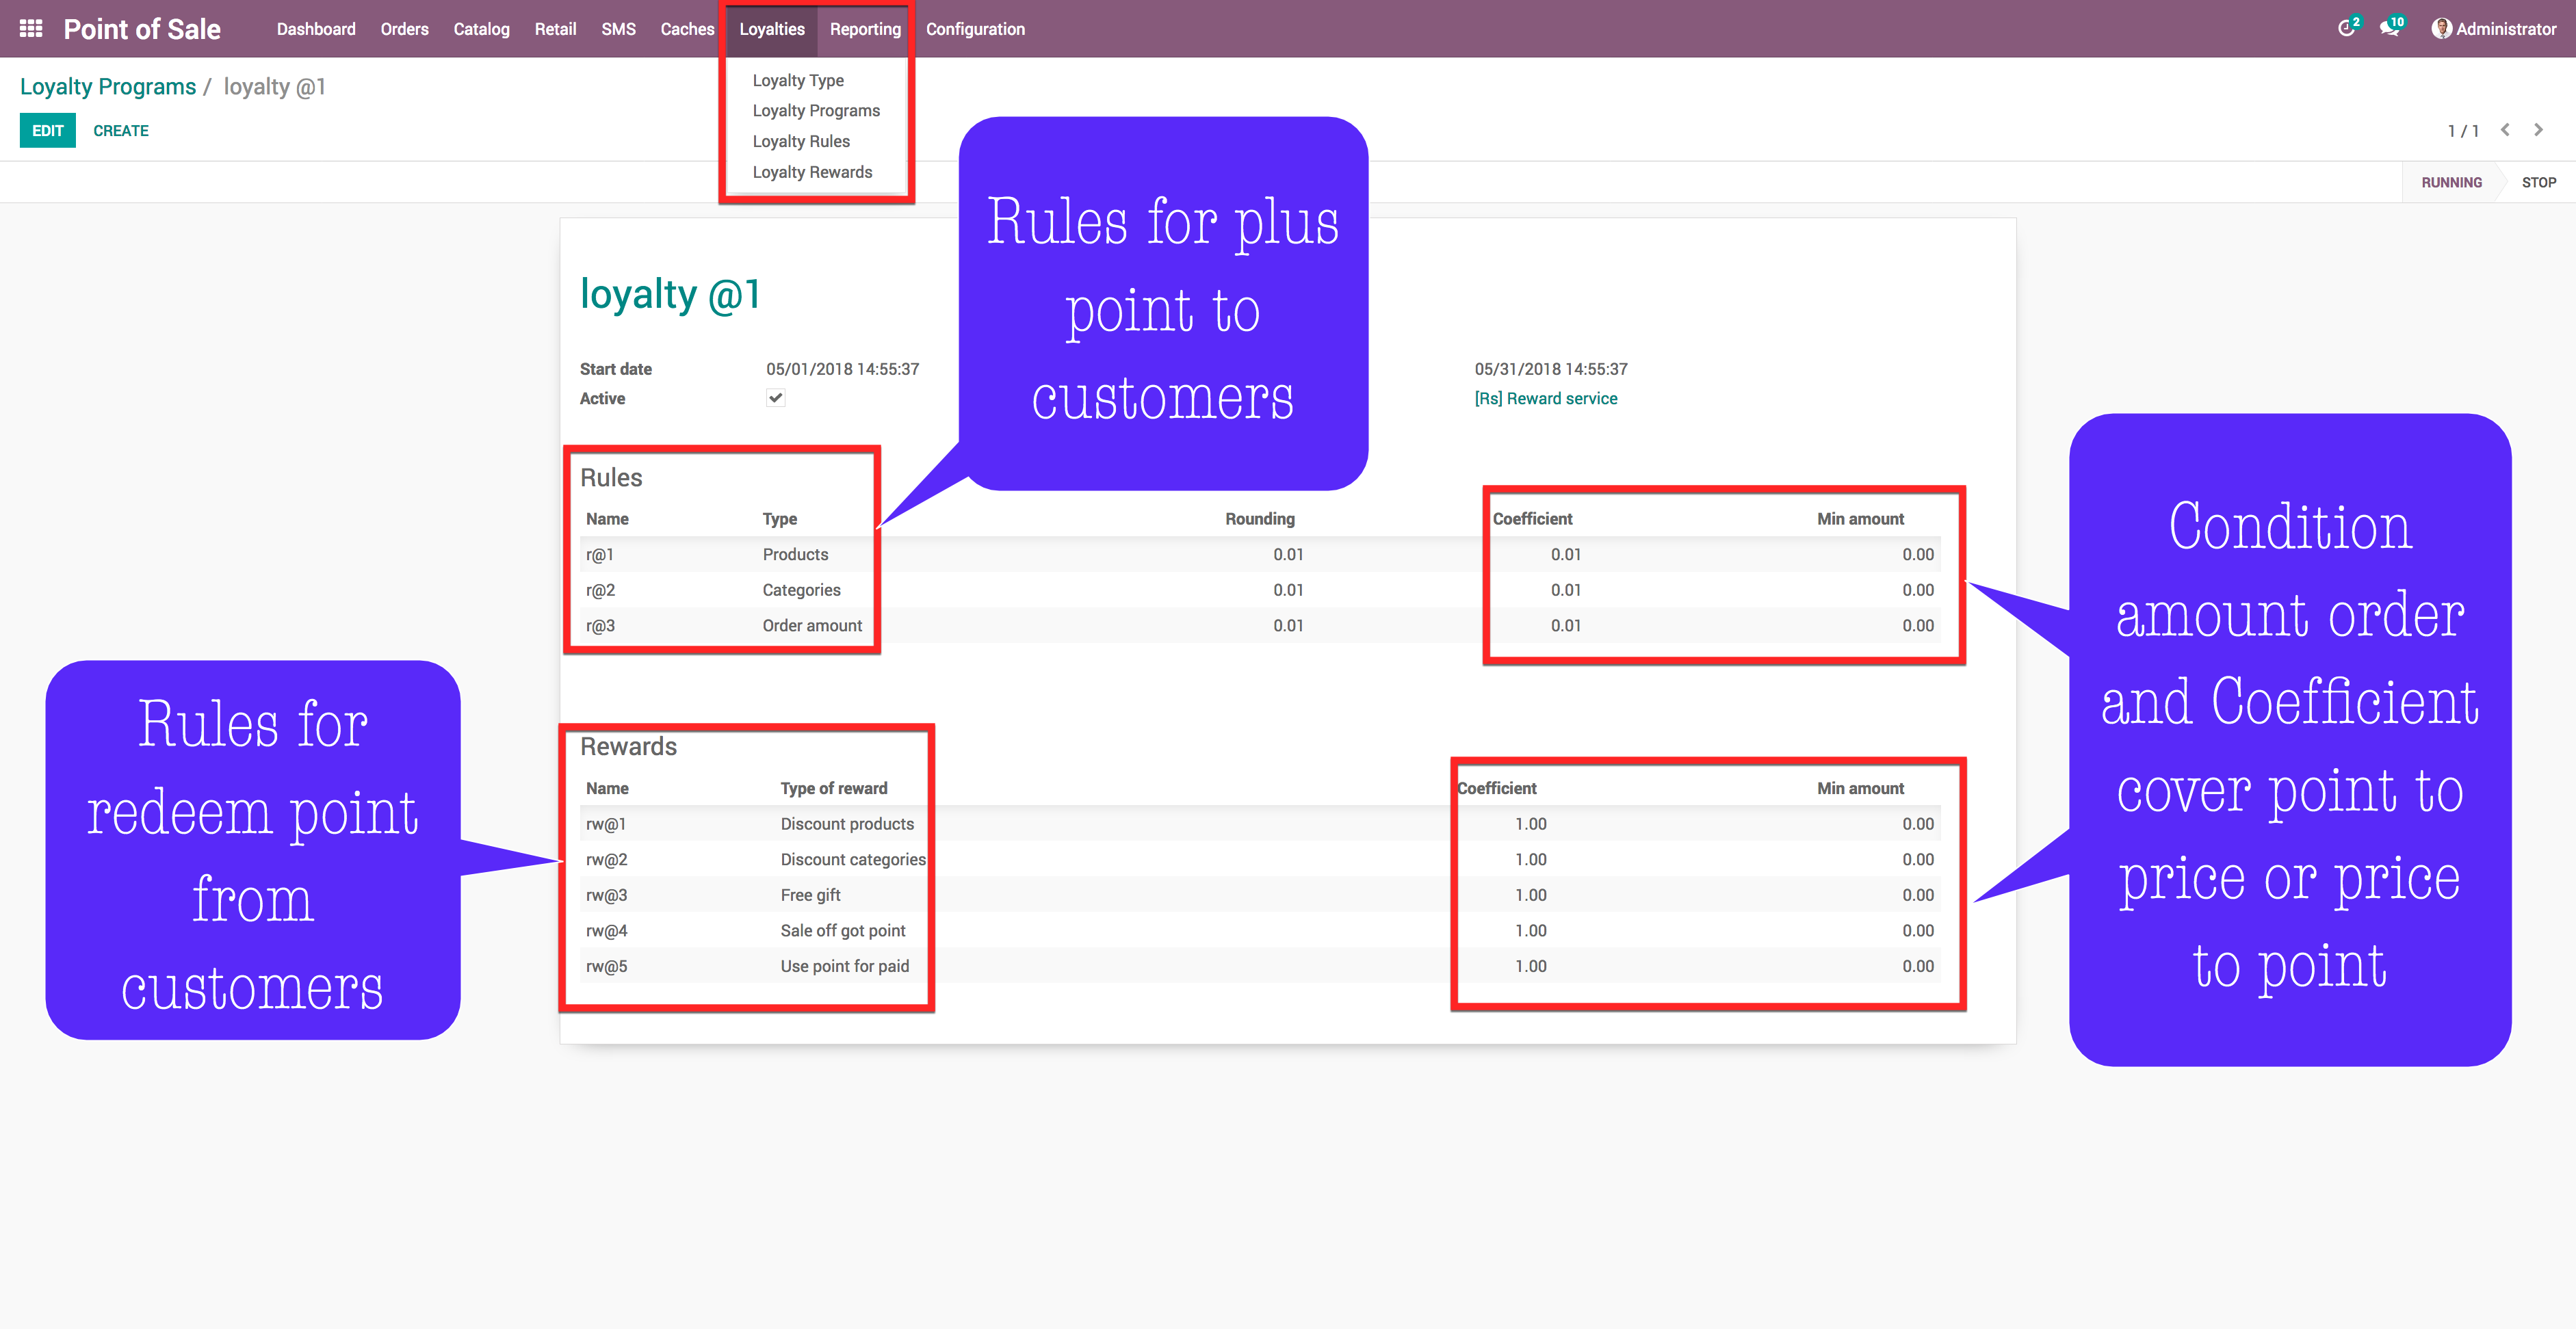 Point of Sale Dashboard Orders Catalog Retail SMS Caches Loyalties Reporting Configuration 2 10 Administrator
Loyalty Programs / loyalty @1
EDIT CREATE
1 / 1
Loyalty Type
Loyalty Programs
Loyalty Rules
Loyalty Rewards
RUNNING STOP
Rules for plus
point to
customers
loyalty @1
Start date 05/01/2018 14:55:37 05/31/2018 14:55:37
Active [Rs] Reward service
Rules
Name Type Rounding Coefficient Min amount
r@1 Products 0.01 0.01 0.00
r@2 Categories 0.01 0.01 0.00
r@3 Order amount 0.01 0.01 0.00
Rewards
Name Type of reward Coefficient Min amount
rw@1 Discount products 1.00 0.00
rw@2 Discount categories 1.00 0.00
rw@3 Free gift 1.00 0.00
rw@4 Sale off got point 1.00 0.00
rw@5 Use point for paid 1.00 0.00
Rules for
redeem point
from
customers
Condition
amount order
and Coefficient
cover point to
price or price
to point